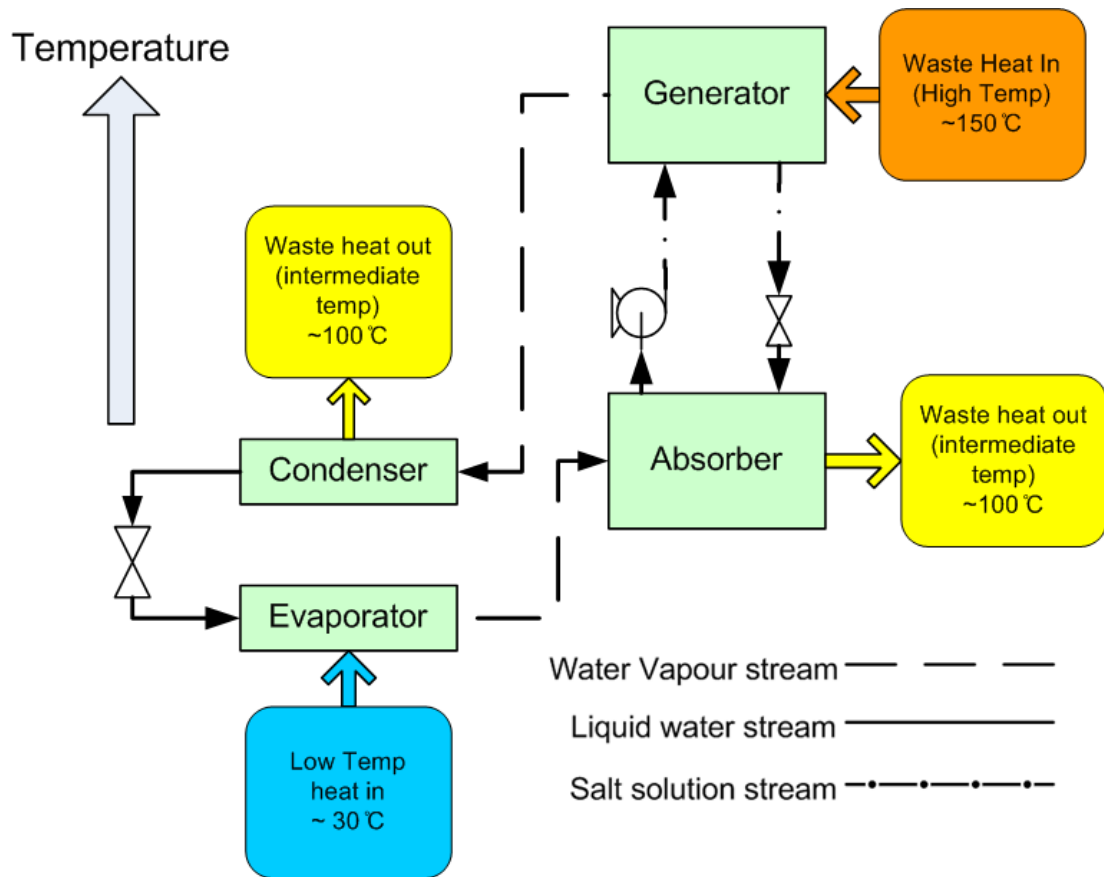 Temperature
Generator
Waste Heat In
(High Temp)
~150℃
Waste heat out
(intermediate
temp)
~100℃
Condenser
Absorber
Waste heat out
(intermediate
temp)
~100℃
Evaporator
Low Temp
heat in
~ 30℃
Water Vapour stream
Liquid water stream
Salt solution stream